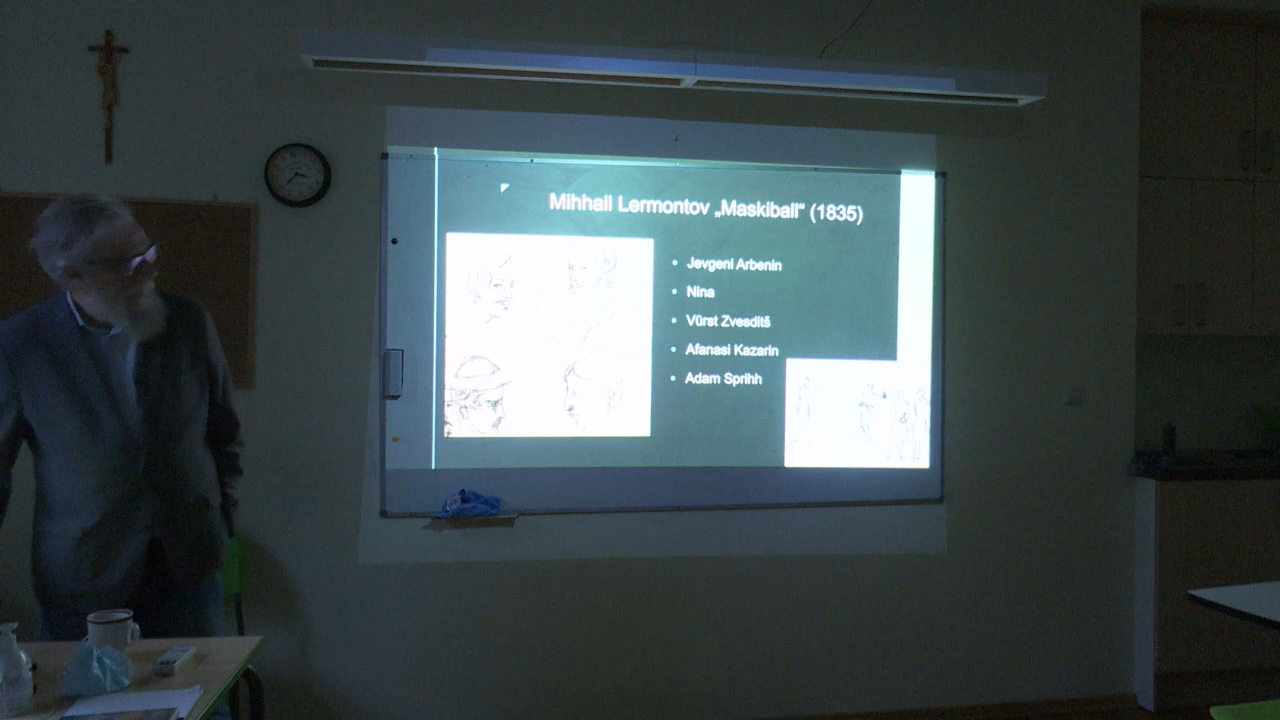 Mihhail Lermontov „Maskiball“ (1835)
• Jevgeni Arbenin
• Nina
• Vürst Zvesditš
• Afanasi Kazarin
• Adam Sprihh